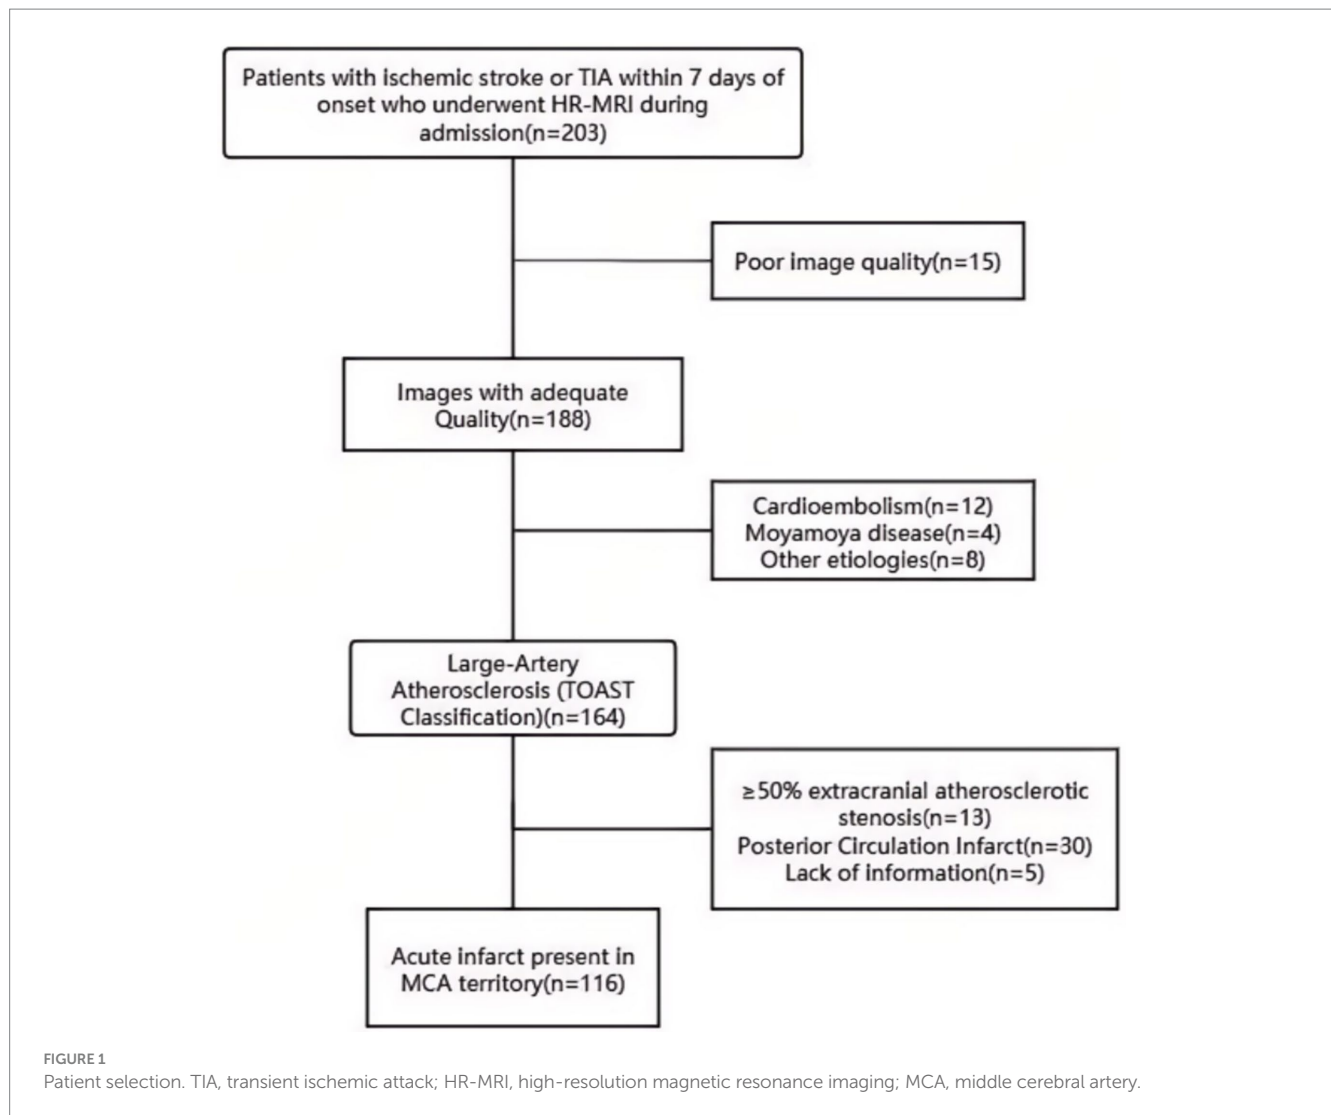 Patients with ischemic stroke or TIA within 7 days of
onset who underwent HR-MRI during
admission(n=203)
Poor image quality(n=15)
Images with adequate
Quality(n=188)
Cardioembolism(n=12)
Moyamoya disease(n=4)
Other etiologies(n=8)
Large-Artery
Atherosclerosis (TOAST
Classification)(n=164)
≥50% extracranial atherosclerotic
stenosis(n=13)
Posterior Circulation Infarct(n=30)
Lack of information(n=5)
Acute infarct present in
MCA territory(n=116)
FIGURE 1
Patient selection. TIA, transient ischemic attack; HR-MRI, high-resolution magnetic resonance imaging; MCA, middle cerebral artery.